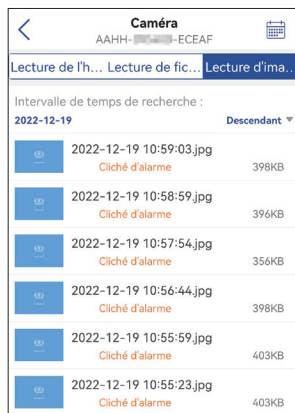 Caméra
AAHH- -ECEAF
Lecture de l'h... Lecture de fic... Lecture d'ima...
Intervalle de temps de recherche :
2022-12-19 Descendant
2022-12-19 10:59:03.jpg
Cliché d'alarme 398KB
2022-12-19 10:58:59.jpg
Cliché d'alarme 396KB
2022-12-19 10:57:54.jpg
Cliché d'alarme 356KB
2022-12-19 10:56:44.jpg
Cliché d'alarme 398KB
2022-12-19 10:55:59.jpg
Cliché d'alarme 403KB
2022-12-19 10:55:23.jpg
Cliché d'alarme 403KB